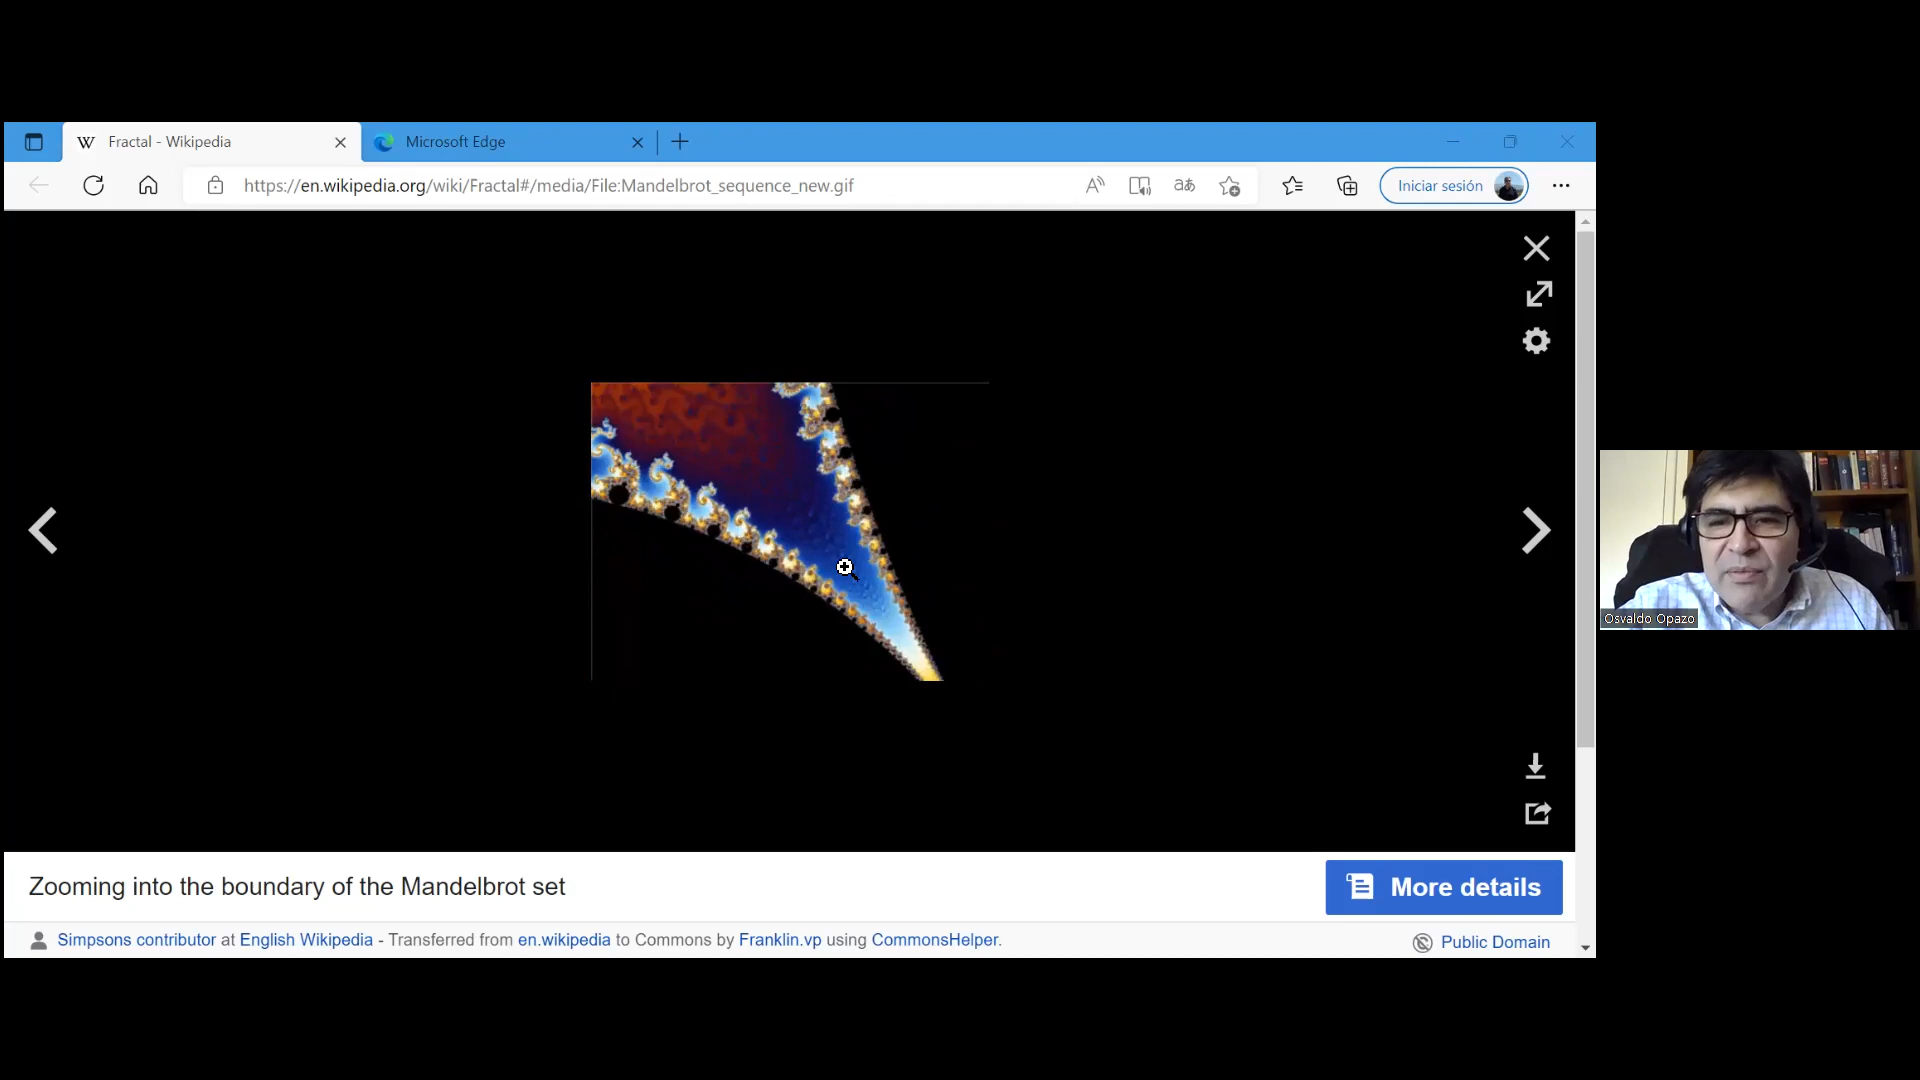 Fractal - Wikipedia
Microsoft Edge
https://en.wikipedia.org/wiki/Fractal#/media/File:Mandelbrot_sequence_new.gif
Iniciar sesión
Osvaldo Opazo
Zooming into the boundary of the Mandelbrot set
More details
Simpsons contributor at English Wikipedia - Transferred from en.wikipedia to Commons by Franklin.vp using CommonsHelper.
Public Domain